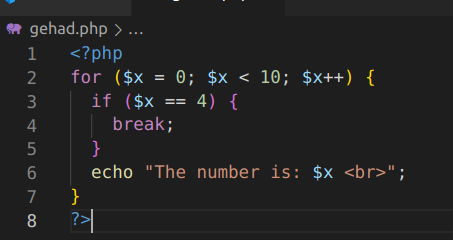 gehad.php > ...
1 <?php
2 for ($x = 0; $x < 10; $x++) {
3   if ($x == 4) {
4     break;
5   }
6   echo "The number is: $x <br>";
7 }
8 ?>